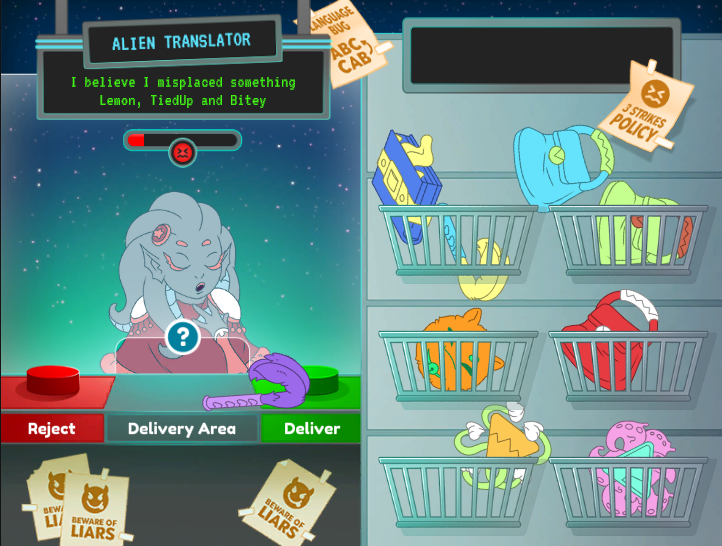 ALIEN TRANSLATOR
I believe I misplaced something
Lemon, TiedUp and Bitey
LANGUAGE
BUG
ABC
CAB
3 STRIKES
POLICY
Reject
Delivery Area
Deliver
BEWARE OF
LIARS
BEWARE OF
LIARS